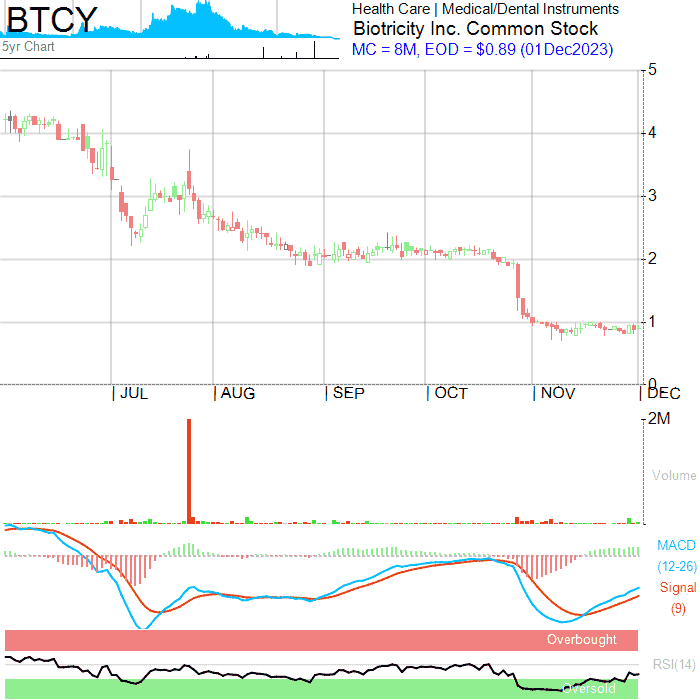 BTCY
5yr Chart
Health Care | Medical/Dental Instruments
Biotricity Inc. Common Stock
MC = 8M, EOD = $0.89 (01Dec2023)
5
4
3
2
1
0
JUL
AUG
SEP
OCT
NOV
DEC
2M
Volume
MACD
(12-26)
Signal
(9)
Overbought
RSI(14)
Oversold